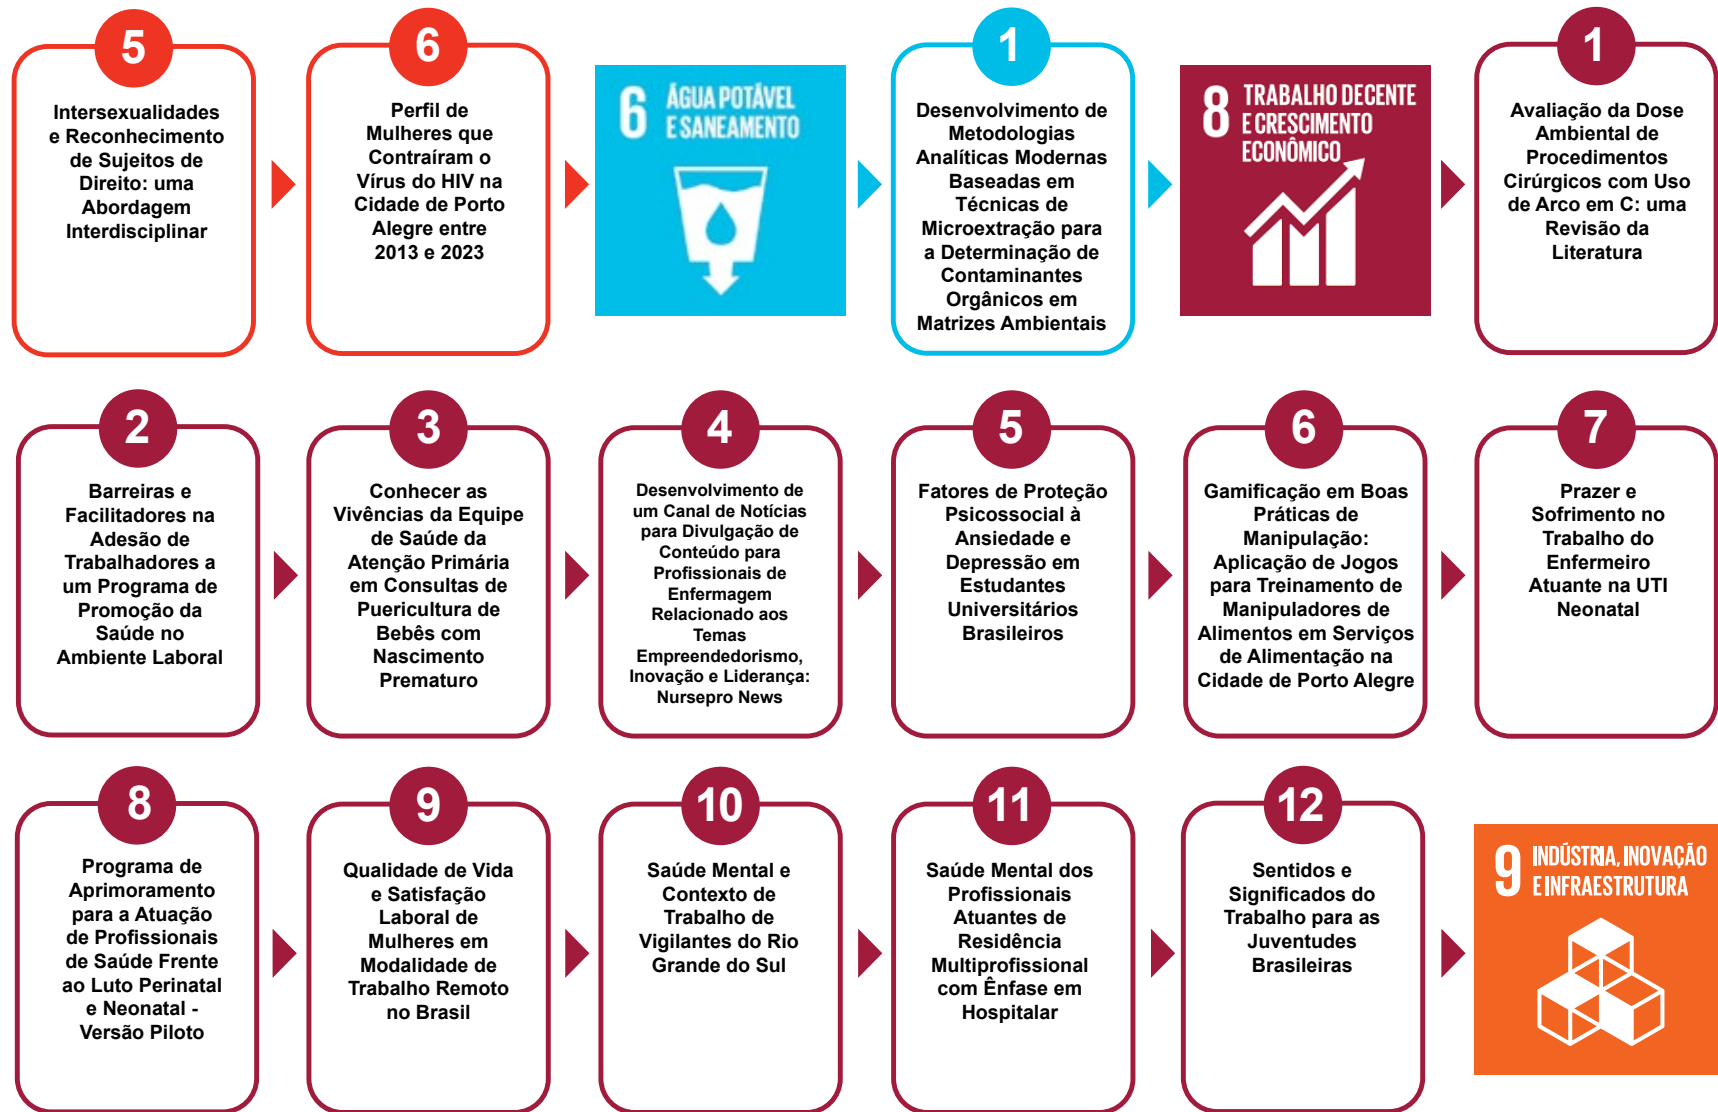 5
Intersexualidades
e Reconhecimento
de Sujeitos de
Direito: uma
Abordagem
Interdisciplinar
6
Perfil de
Mulheres que
Contraíram o
Vírus do HIV na
Cidade de Porto
Alegre entre
2013 e 2023
6 ÁGUA POTÁVEL
E SANEAMENTO
1
Desenvolvimento de
Metodologias
Analíticas Modernas
Baseadas em
Técnicas de
Microextração para
a Determinação de
Contaminantes
Orgânicos em
Matrizes Ambientais
8 TRABALHO DECENTE
E CRESCIMENTO
ECONÔMICO
1
Avaliação da Dose
Ambiental de
Procedimentos
Cirúrgicos com Uso
de Arco em C: uma
Revisão da
Literatura
2
Barreiras e
Facilitadores na
Adesão de
Trabalhadores a
um Programa de
Promoção da
Saúde no
Ambiente Laboral
3
Conhecer as
Vivências da Equipe
de Saúde da
Atenção Primária
em Consultas de
Puericultura de
Bebês com
Nascimento
Prematuro
4
Desenvolvimento de
um Canal de Notícias
para Divulgação de
Conteúdo para
Profissionais de
Enfermagem
Relacionado aos
Temas
Empreendedorismo,
Inovação e Liderança:
Nursepro News
5
Fatores de Proteção
Psicossocial à
Ansiedade e
Depressão em
Estudantes
Universitários
Brasileiros
6
Gamificação em Boas
Práticas de
Manipulação:
Aplicação de Jogos
para Treinamento de
Manipuladores de
Alimentos em Serviços
de Alimentação na
Cidade de Porto Alegre
7
Prazer e
Sofrimento no
Trabalho do
Enfermeiro
Atuante na UTI
Neonatal
8
Programa de
Aprimoramento
para a Atuação
de Profissionais
de Saúde Frente
ao Luto Perinatal
e Neonatal -
Versão Piloto
9
Qualidade de Vida
e Satisfação
Laboral de
Mulheres em
Modalidade de
Trabalho Remoto
no Brasil
10
Saúde Mental e
Contexto de
Trabalho de
Vigilantes do Rio
Grande do Sul
11
Saúde Mental dos
Profissionais
Atuantes de
Residência
Multiprofissional
com Ênfase em
Hospitalar
12
Sentidos e
Significados do
Trabalho para as
Juventudes
Brasileiras
9 INDÚSTRIA, INOVAÇÃO
E INFRAESTRUTURA